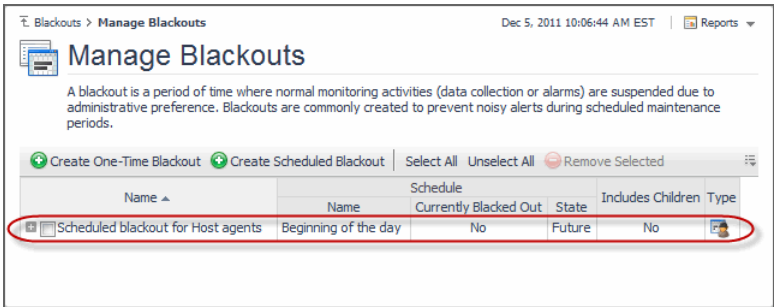 Blackouts > Manage Blackouts Dec 5, 2011 10:06:44 AM EST | Reports
Manage Blackouts
A blackout is a period of time where normal monitoring activities (data collection or alarms) are suspended due to
administrative preference. Blackouts are commonly created to prevent noisy alerts during scheduled maintenance
periods.
Create One-Time Blackout Create Scheduled Blackout Select All Unselect All Remove Selected
Name Schedule Includes Children Type
Name Currently Blacked Out State
Scheduled blackout for Host agents Beginning of the day No Future No